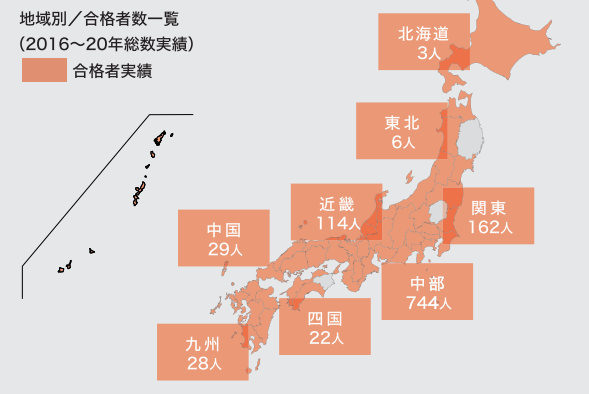 地域別／合格者数一覧
（2016〜20年総数実績）
合格者実績
北海道
3人
東北
6人
近畿
114人
関東
162人
中国
29人
中部
744人
四国
22人
九州
28人